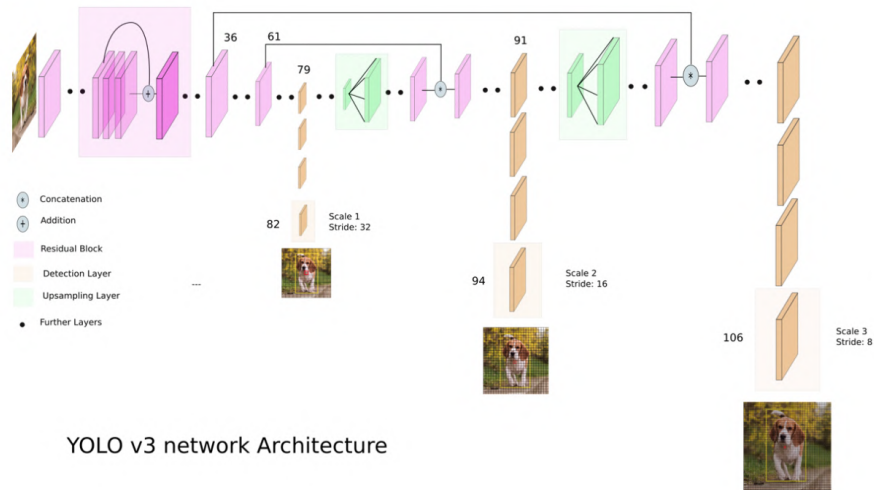 36
61
91
79
*
*
*
+
* Concatenation
+ Addition
Residual Block
Detection Layer
Upsampling Layer
Further Layers
---
82
Scale 1
Stride: 32
94
Scale 2
Stride: 16
106
Scale 3
Stride: 8
YOLO v3 network Architecture